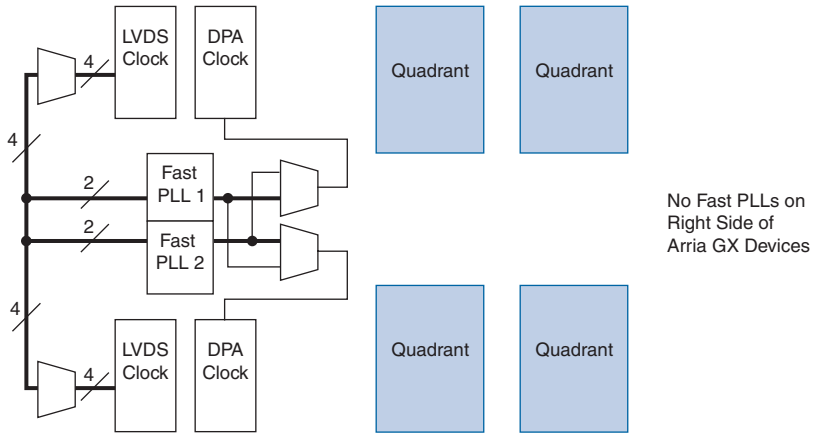 LVDS
Clock
DPA
Clock
4
Quadrant
Quadrant
4
2
Fast
PLL 1
2
Fast
PLL 2
No Fast PLLs on
Right Side of
Arria GX Devices
4
4
LVDS
Clock
DPA
Clock
Quadrant
Quadrant